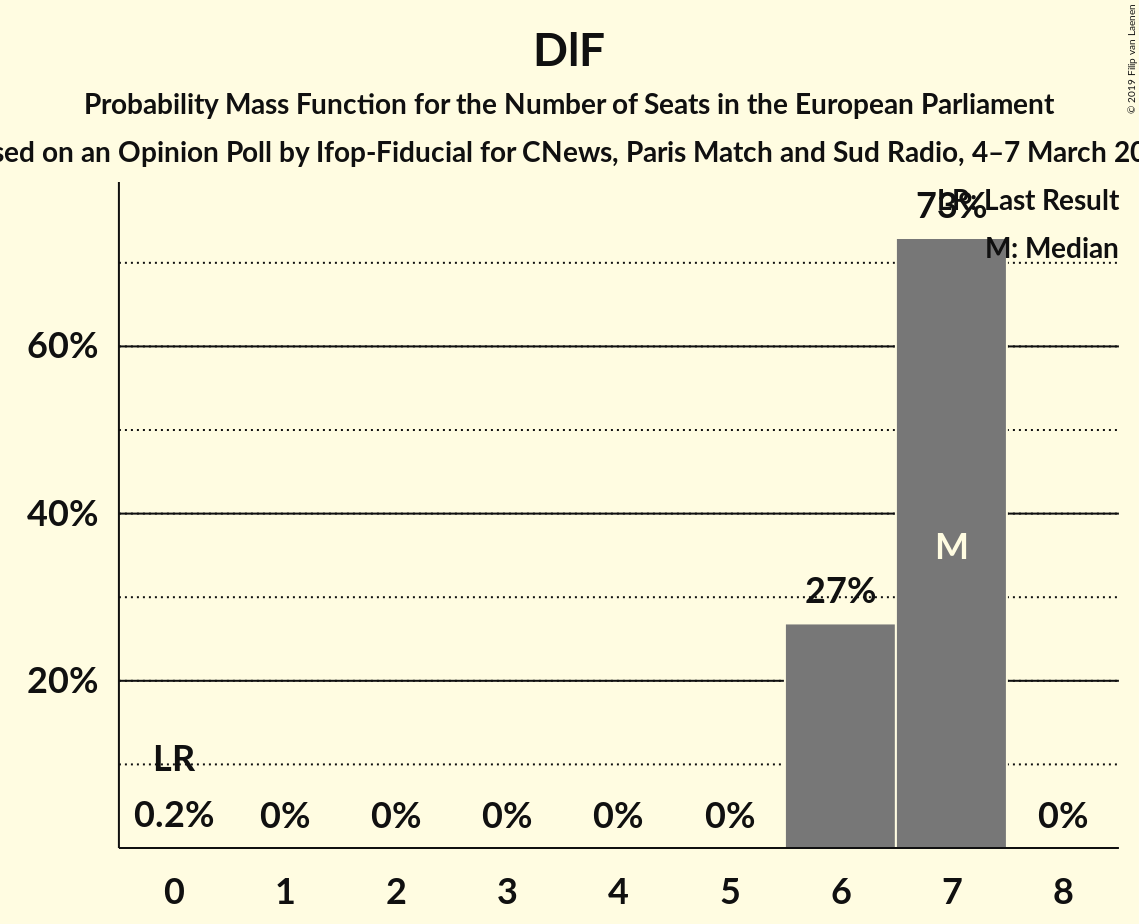 DlF
Probability Mass Function for the Number of Seats in the European Parliament
on an Opinion Poll by Ifop-Fiducial for CNews, Paris Match and Sud Radio, 4–7 March
© 2019 Filip van Laenen
LR: Last Result
M: Median
73%
60%
40%
20%
M
27%
LR
0.2% 0% 0% 0% 0% 0% 0%
0 1 2 3 4 5 6 7 8